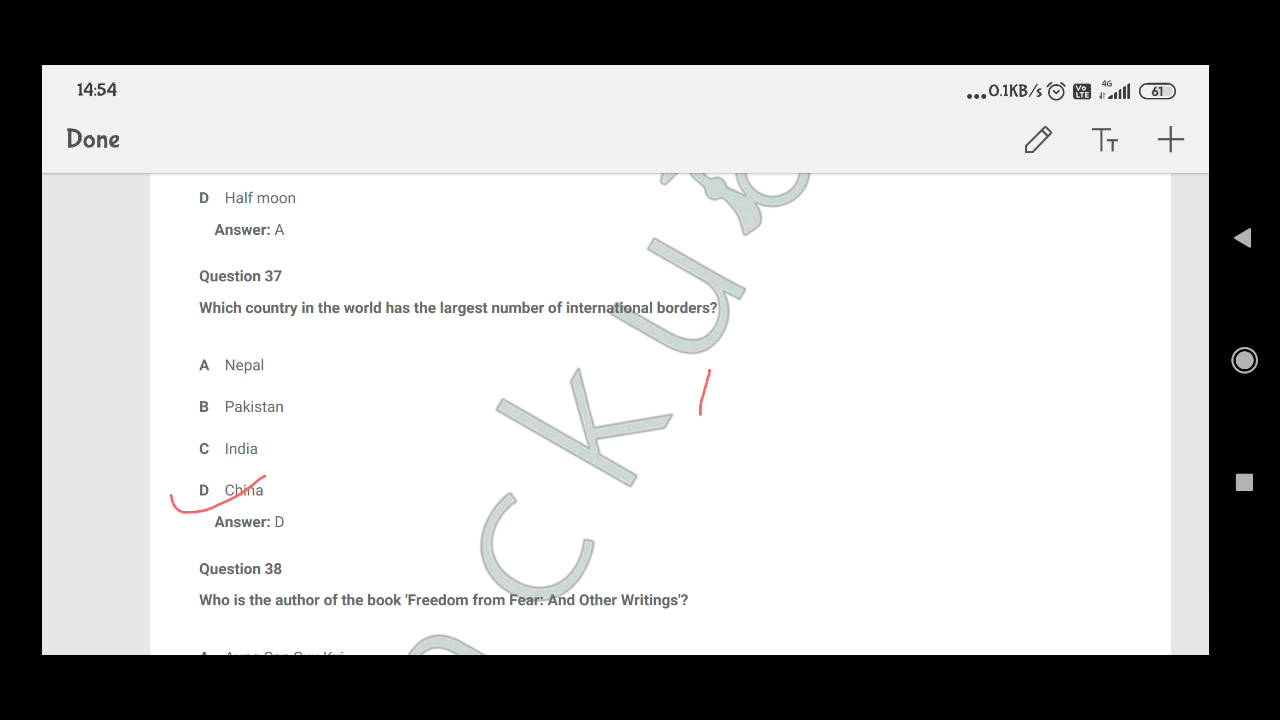 14:54
...0.1KB/s Vo LTE 4G 61
Done
D Half moon
Answer: A
Question 37
Which country in the world has the largest number of international borders?
A Nepal
B Pakistan
C India
D China
Answer: D
Question 38
Who is the author of the book 'Freedom from Fear: And Other Writings'?
c k u